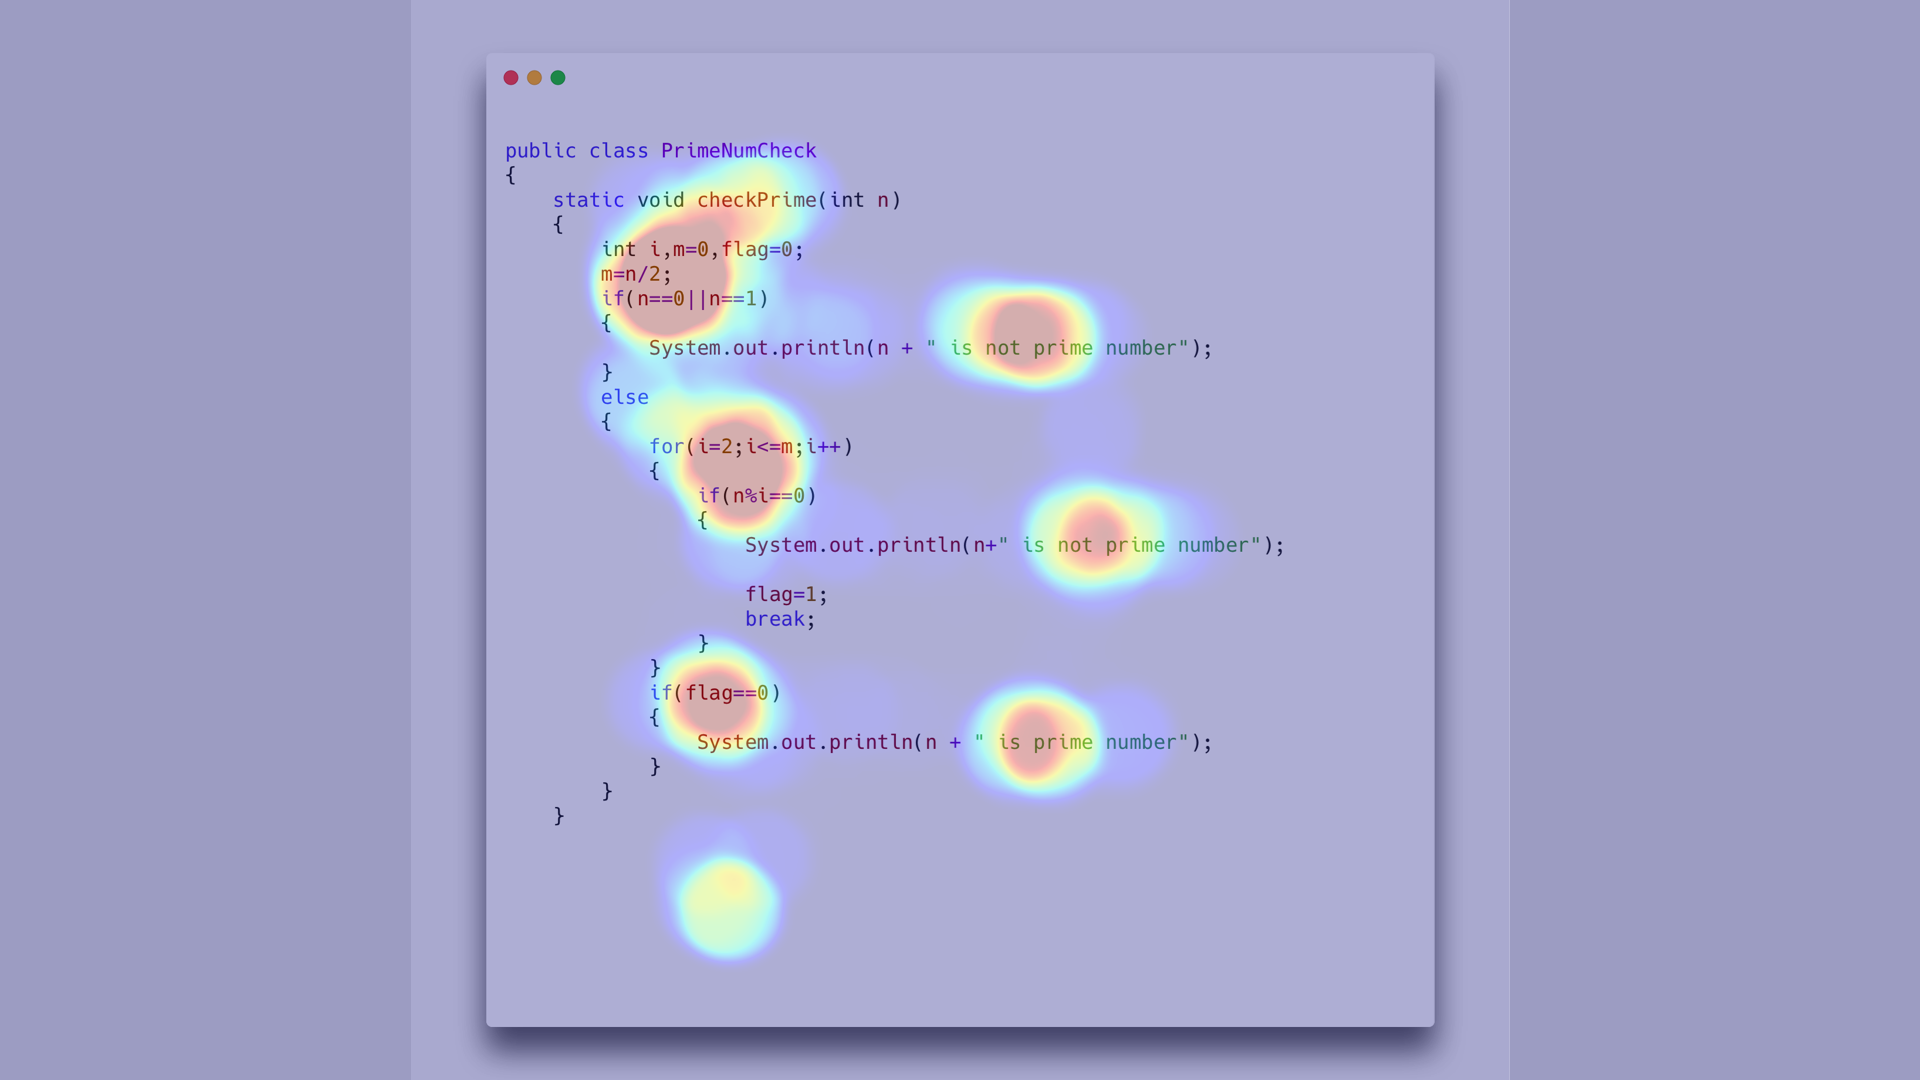 public class PrimeNumCheck
{
    static void checkPrime(int n)
    {
        int i,m=0,flag=0;
        m=n/2;
        if(n==0||n==1)
        {
            System.out.println(n + " is not prime number");
        }
        else
        {
            for(i=2;i<=m;i++)
            {
                if(n%i==0)
                {
                    System.out.println(n+" is not prime number");

                    flag=1;
                    break;
                }
            }
            if(flag==0)
            {
                System.out.println(n + " is prime number");
            }
        }
    }